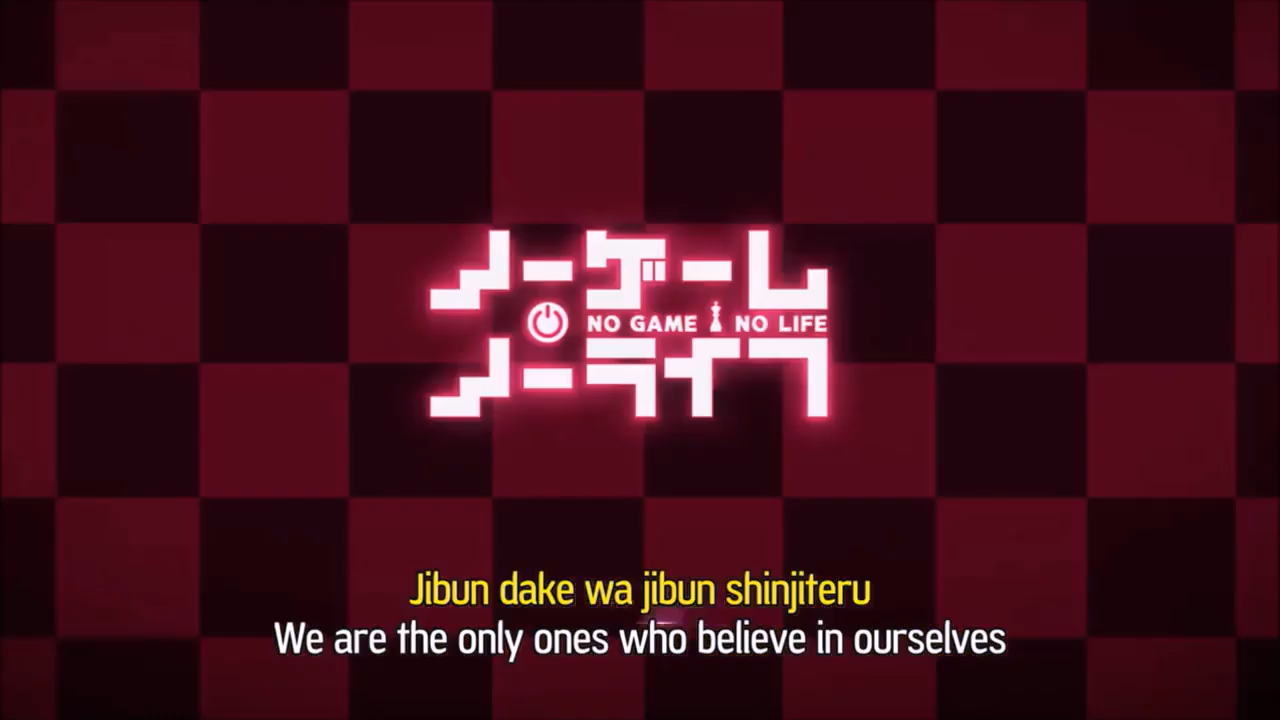 ノーゲーム
NO GAME NO LIFE
ノーライフ
Jibun dake wa jibun shinjiteru
We are the only ones who believe in ourselves